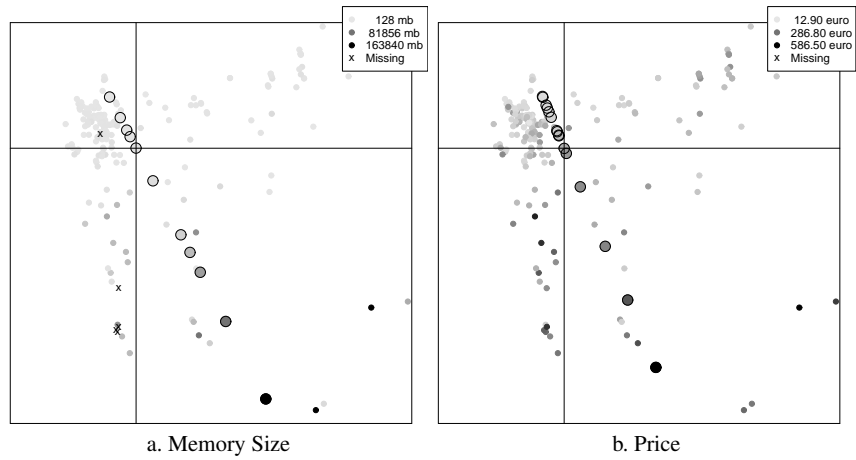 128 mb
81856 mb
163840 mb
x Missing
12.90 euro
286.80 euro
586.50 euro
x Missing
a. Memory Size
b. Price